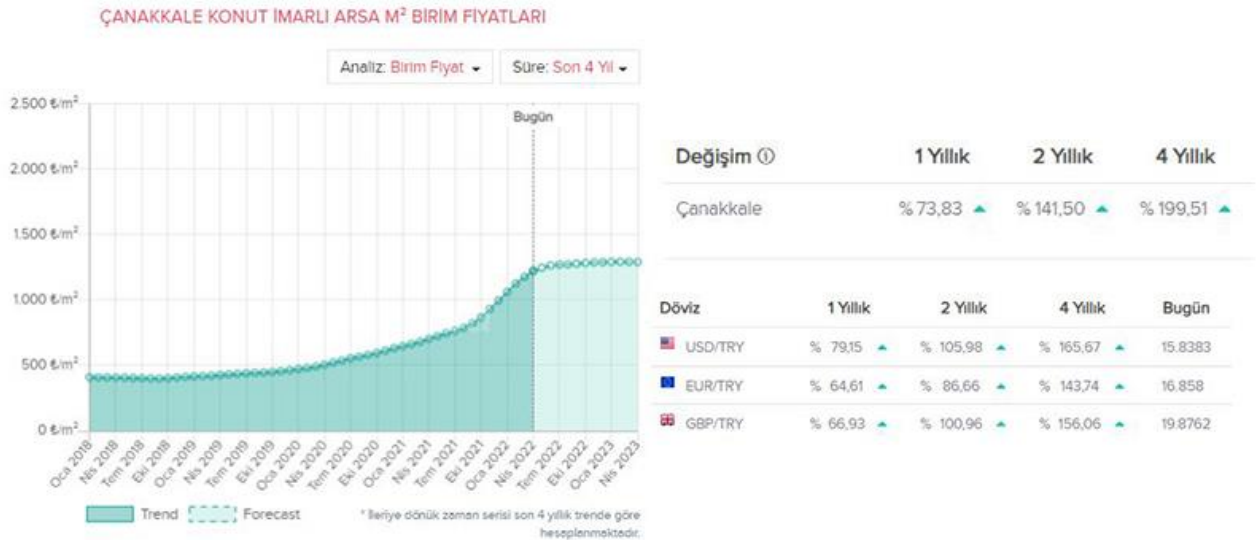 ÇANAKKALE KONUT İMARLI ARSA M² BİRİM FİYATLARI
Analiz: Birim Fiyat
Süre: Son 4 Yıl
2.500 ₺/m²
2.000 ₺/m²
1.500 ₺/m²
1.000 ₺/m²
500 ₺/m²
0 ₺/m²
Bugün
Oca 2018
Nis 2018
Tem 2018
Eki 2018
Oca 2019
Nis 2019
Tem 2019
Eki 2019
Oca 2020
Nis 2020
Tem 2020
Eki 2020
Oca 2021
Nis 2021
Tem 2021
Eki 2021
Oca 2022
Nis 2022
Tem 2022
Eki 2022
Oca 2023
Nis 2023
Trend
Forecast
* İleriye dönük zaman serisi son 4 yıllık trende göre
hesaplanmaktadır.
Değişim 1 Yıllık 2 Yıllık 4 Yıllık
Çanakkale % 73,83 % 141,50 % 199,51
Döviz 1 Yıllık 2 Yıllık 4 Yıllık Bugün
USD/TRY % 79,15 % 105,98 % 165,67 15.8383
EUR/TRY % 64,61 % 86,66 % 143,74 16.858
GBP/TRY % 66,93 % 100,96 % 156,06 19.8762